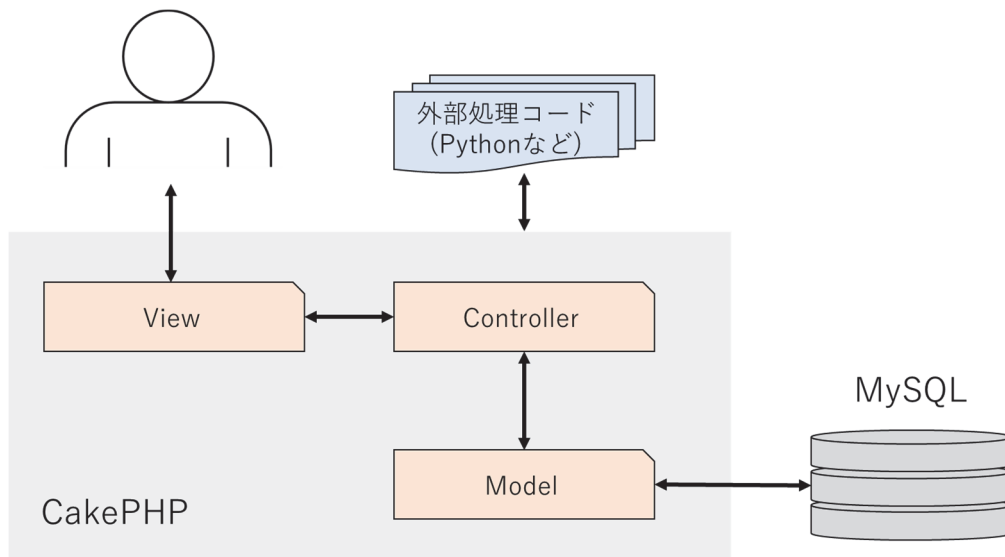 外部処理コード
(Pythonなど)
View
Controller
MySQL
Model
CakePHP